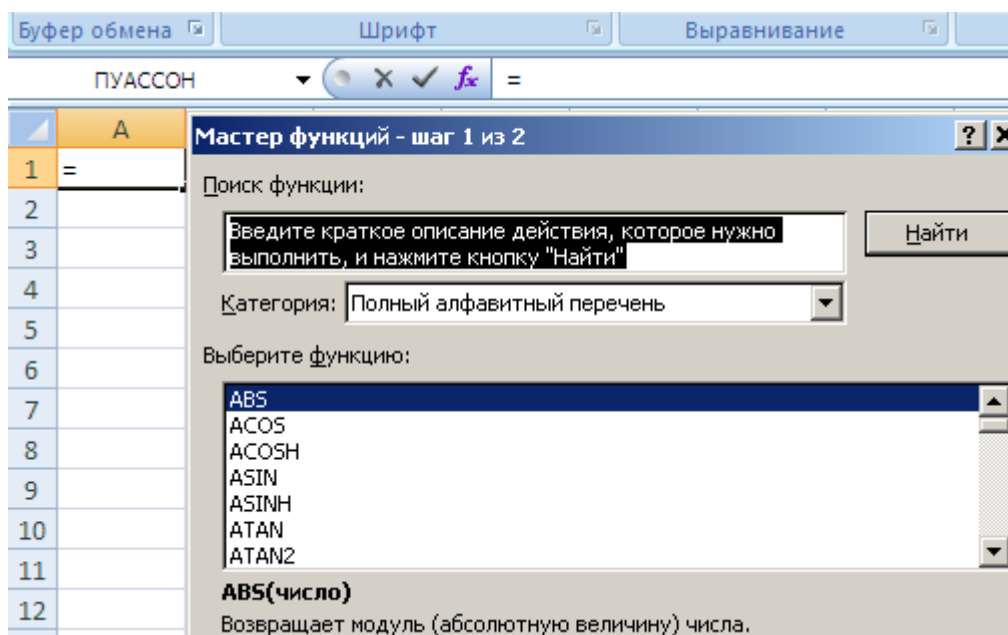 Буфер обмена Шрифт Выравнивание
ПУАССОН fx =
A Мастер функций - шаг 1 из 2 ? X
1 =
Поиск функции:
2
Введите краткое описание действия, которое нужно
выполнить, и нажмите кнопку "Найти"
Найти
3
4 Категория: Полный алфавитный перечень
5
6 Выберите функцию:
7 ABS
ACOS
8 ACOSH
9 ASIN
ASINH
10 ATAN
ATAN2
11
ABS(число)
12
Возвращает модуль (абсолютную величину) числа.